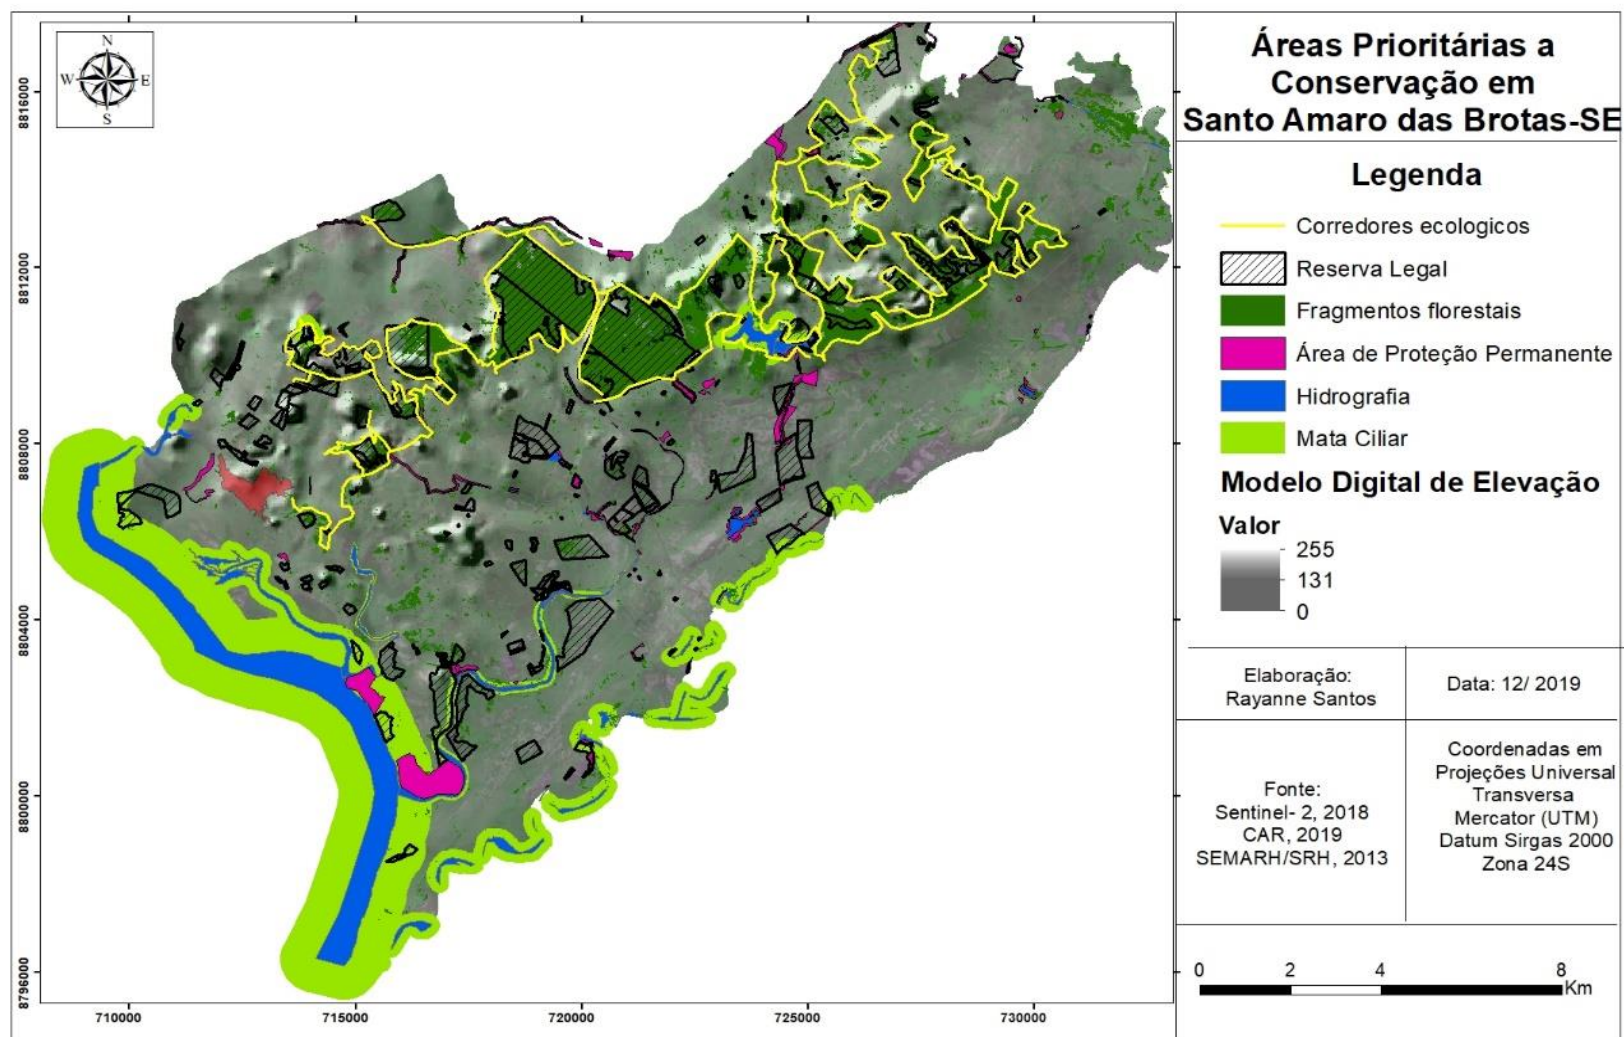 N
W
E
S
8816000
8812000
8808000
8804000
8800000
8796000
710000
715000
720000
725000
730000
Áreas Prioritárias a
Conservação em
Santo Amaro das Brotas-SE
Legenda
Corredores ecologicos
Reserva Legal
Fragmentos florestais
Área de Proteção Permanente
Hidrografia
Mata Ciliar
Modelo Digital de Elevação
Valor
255
131
0
Elaboração:
Rayanne Santos
Data: 12/ 2019
Fonte:
Sentinel- 2, 2018
CAR, 2019
SEMARH/SRH, 2013
Coordenadas em
Projeções Universal
Transversa
Mercator (UTM)
Datum Sirgas 2000
Zona 24S
0 2 4 8
Km